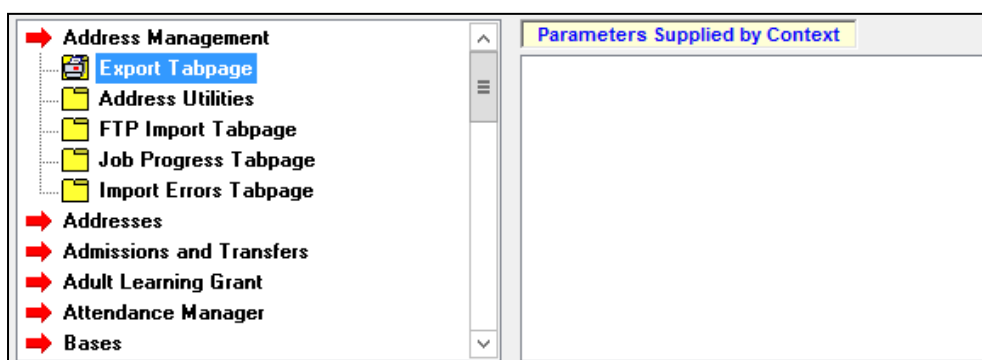 Address Management
Export Tabpage
Address Utilities
FTP Import Tabpage
Job Progress Tabpage
Import Errors Tabpage
Addresses
Admissions and Transfers
Adult Learning Grant
Attendance Manager
Bases
Parameters Supplied by Context